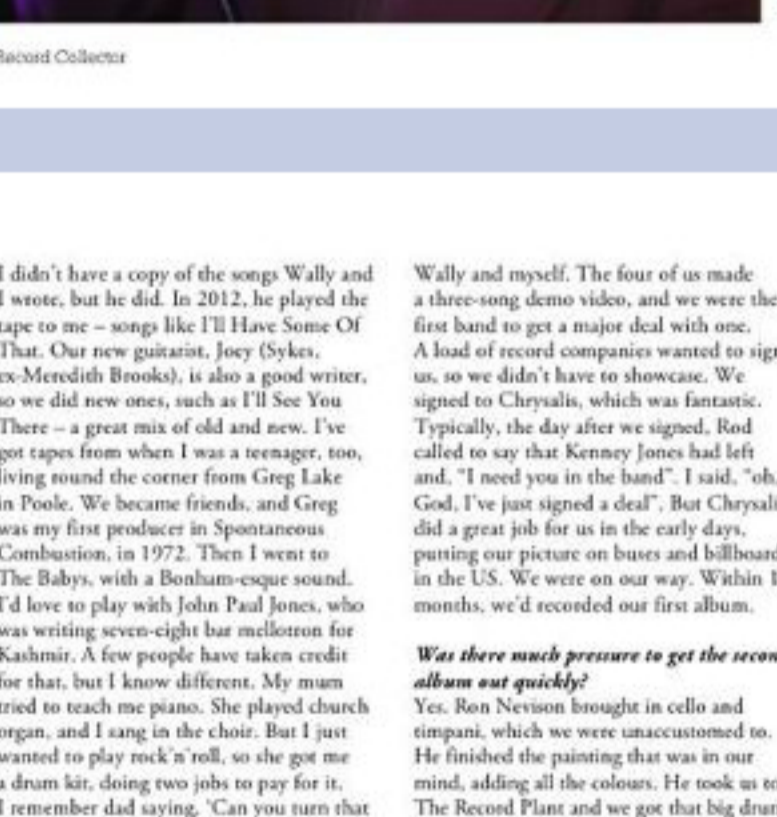 Record Collector
I didn't have a copy of the songs Wally and
I wrote, but he did. In 2012, he played the
tape to me – songs like I'll Have Some Of
That. Our new guitarist, Joey (Sykes,
ex-Meredith Brooks), is also a good writer,
so we did new ones, such as I'll See You
There – a great mix of old and new. I've
got tapes from when I was a teenager, too,
living round the corner from Greg Lake
in Poole. We became friends, and Greg
was my first producer in Spontaneous
Combustion, in 1972. Then I went to
The Babys, with a Bonham-esque sound.
I'd love to play with John Paul Jones, who
was writing seven-eight bar mellotron for
Kashmir. A few people have taken credit
for that, but I know different. My mum
tried to teach me piano. She played church
organ, and I sang in the choir. But I just
wanted to play rock'n'roll, so she got me
a drum kit, doing two jobs to pay for it.
I remember dad saying, 'Can you turn that
Wally and myself. The four of us made
a three-song demo video, and we were the
first band to get a major deal with one.
A load of record companies wanted to sign
us, so we didn't have to showcase. We
signed to Chrysalis, which was fantastic.
Typically, the day after we signed, Rod
called to say that Kenney Jones had left
and, "I need you in the band". I said, "oh,
God, I've just signed a deal". But Chrysali
did a great job for us in the early days,
putting our picture on buses and billboard
in the US. We were on our way. Within
months, we'd recorded our first album.
Was there much pressure to get the secon
album out quickly?
Yes. Ron Nevison brought in cello and
timpani, which we were unaccustomed to.
He finished the painting that was in our
mind, adding all the colours. He took us to
The Record Plant and we got that big drum